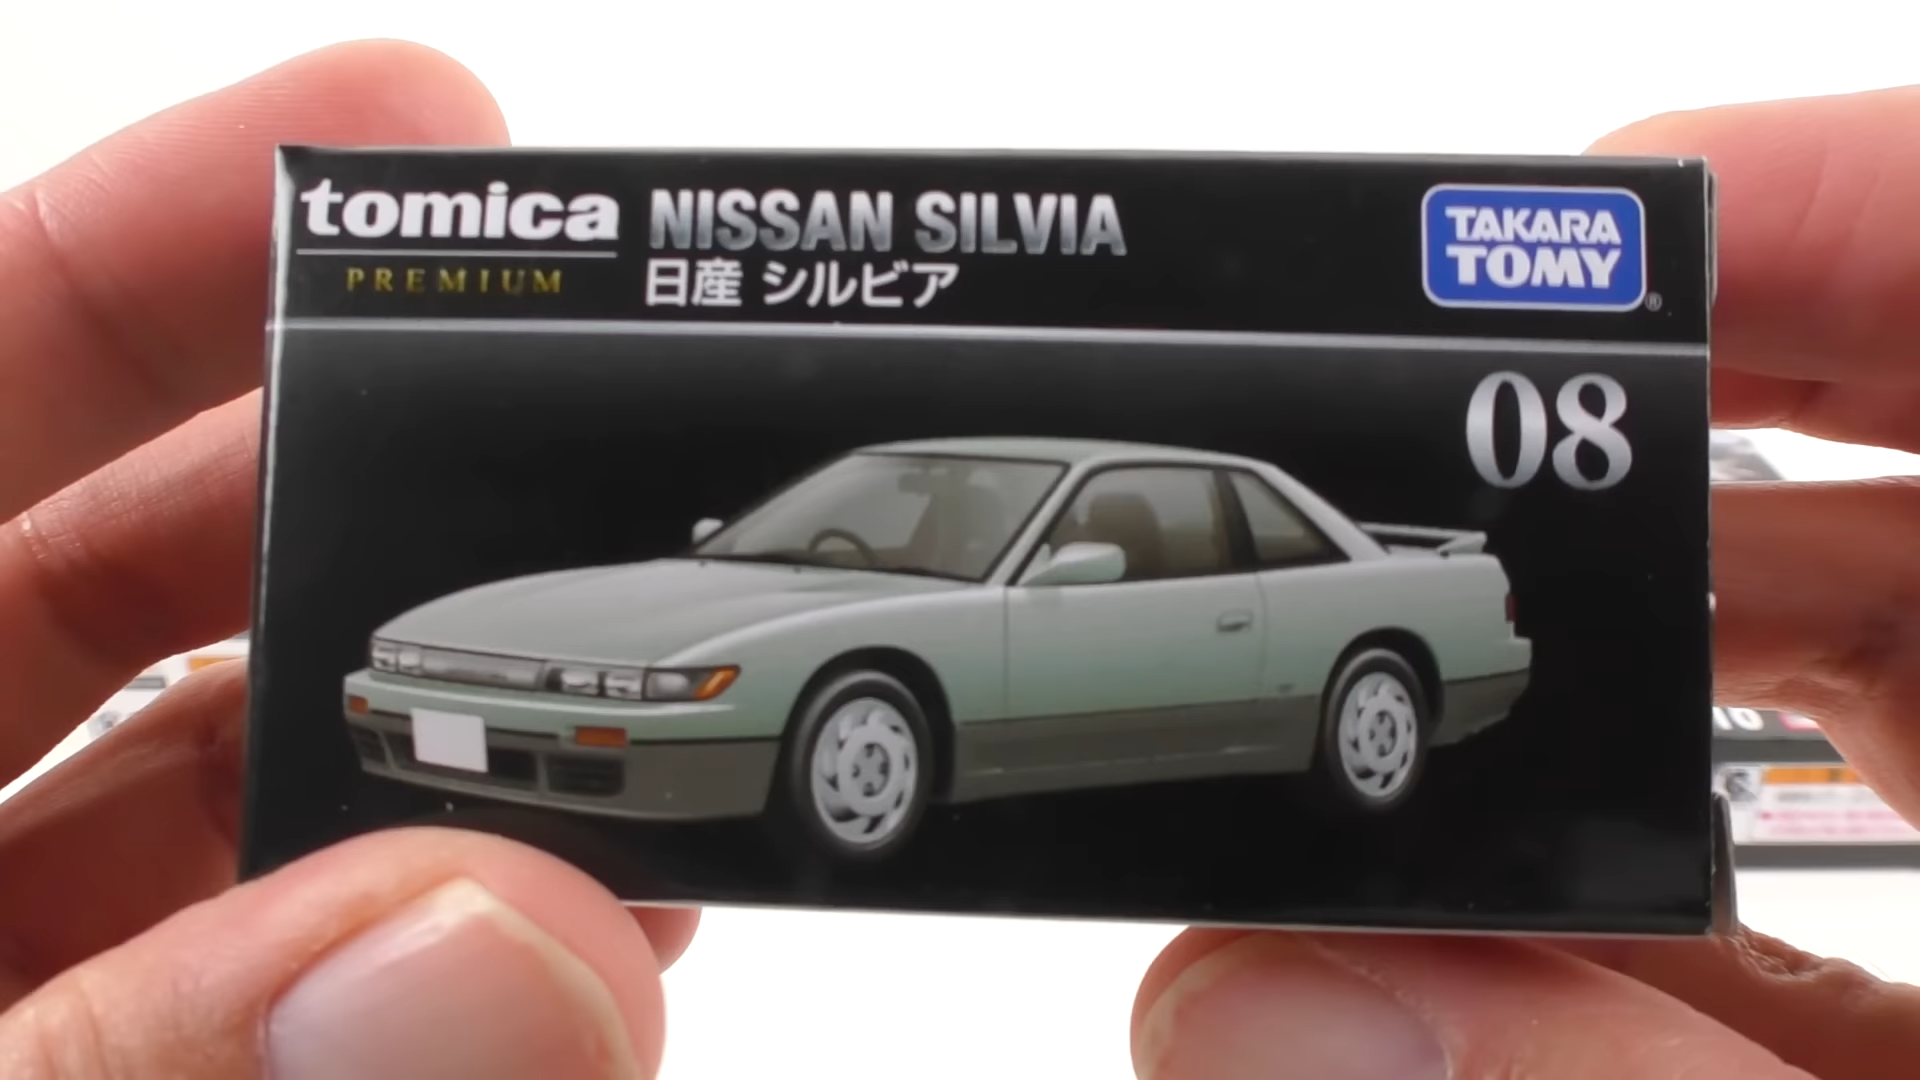 tomica
PREMIUM
NISSAN SILVIA
日産 シルビア
TAKARA
TOMY
®
08